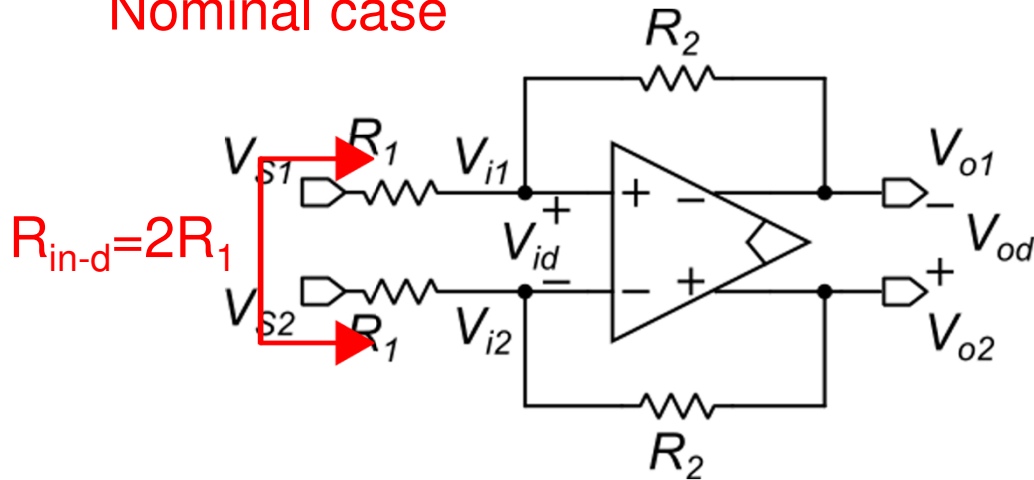 Nominal case
R2
VS1
R1
Vi1
Vo1
+
−
+
−
Rin-d=2R1
Vid
Vod
−
−
+
+
VS2
R1
Vi2
Vo2
R2